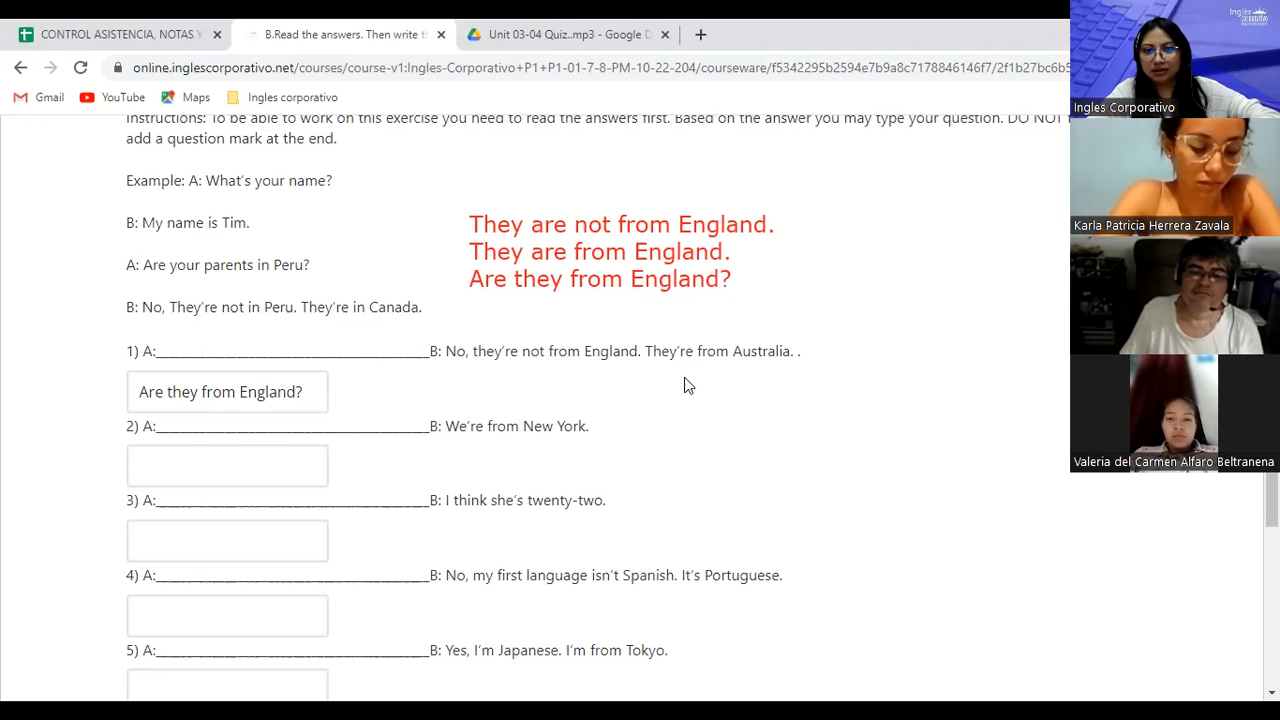 CONTROL ASISTENCIA, NOTAS Y
B.Read the answers. Then write th
Unit 03-04 Quiz..mp3 - Google D
online.inglescorporativo.net/courses/course-v1:Ingles-Corporativo+P1+P1-01-7-8-PM-10-22-204/courseware/f5342295b2594e7b9a8c7178846146f7/2f1b27bc6b5
Gmail
YouTube
Maps
Ingles corporativo
Instructions: To be able to work on this exercise you need to read the answers first. Based on the answer you may type your question. DO NOT
add a question mark at the end.
Example: A: What's your name?
B: My name is Tim.
A: Are your parents in Peru?
B: No, They're not in Peru. They're in Canada.
They are not from England.
They are from England.
Are they from England?
1) A:___________________________________B: No, they're not from England. They're from Australia. .
Are they from England?
2) A:___________________________________B: We're from New York.
3) A:___________________________________B: I think she's twenty-two.
4) A:___________________________________B: No, my first language isn't Spanish. It's Portuguese.
5) A:___________________________________B: Yes, I'm Japanese. I'm from Tokyo.
Ingles
Ingles Corporativo
Karla Patricia Herrera Zavala
Valeria del Carmen Alfaro Beltranena